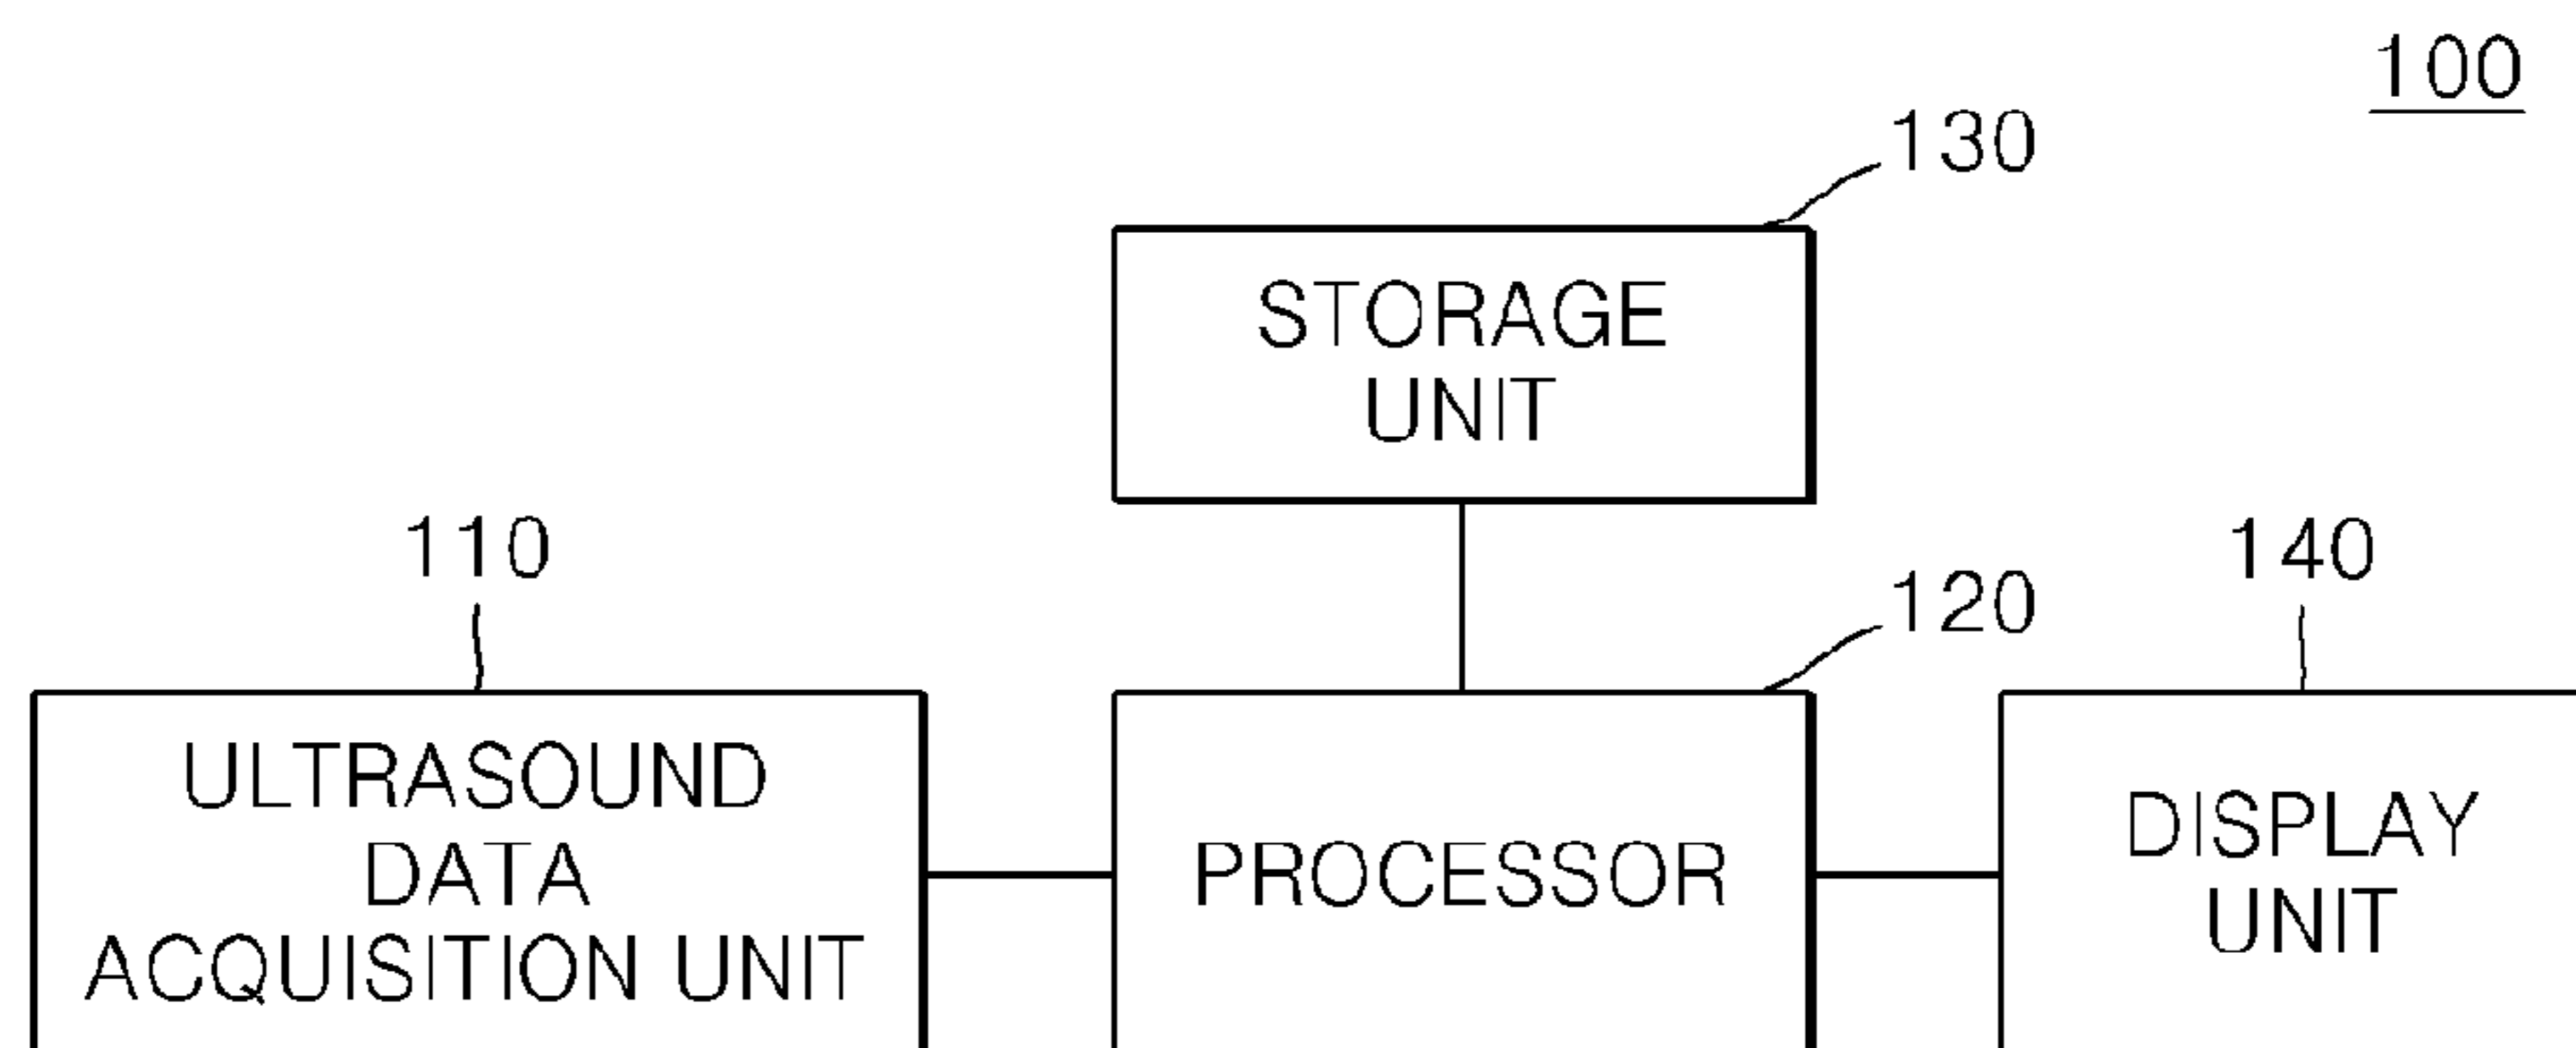 100
130
STORAGE
UNIT
110
120
140
ULTRASOUND
DATA
ACQUISITION UNIT
PROCESSOR
DISPLAY
UNIT